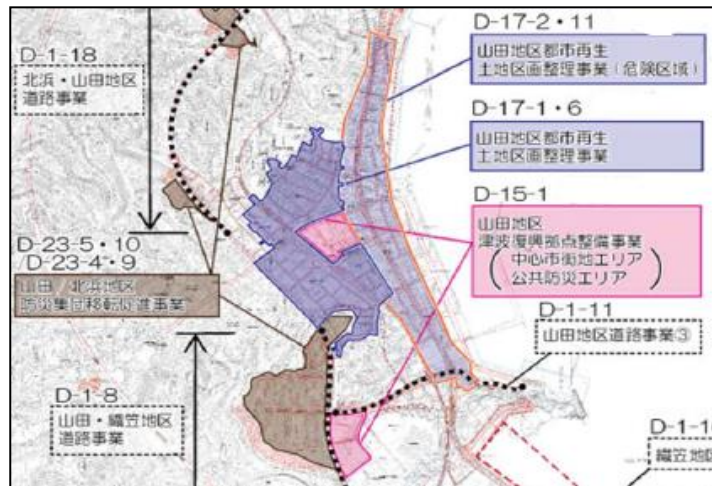 D-17-2・11
山田地区都市再生
土地区画整理事業(危険区域)
D-1-18
北浜・山田地区
道路事業
D-17-1・6
山田地区都市再生
土地区画整理事業
D-15-1
山田地区
津波復興部点整備事業
(中心市街地エリア
公共防災エリア)
D-23-5・10
/D-23-4・9
山田/北浜地区
防災集団移転促進事業
D-1-11
山田地区道路事業③
D-1-8
山田・織笠地区
道路事業
D-1-1
織笠地区